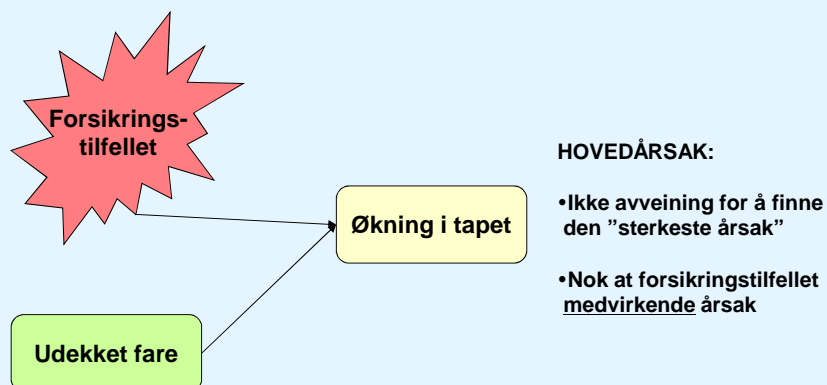 Forsikrings-
tilfellet
Økning i tapet
Udekket fare
HOVEDÅRSAK:
•Ikke avveining for å finne
den ”sterkeste årsak”
•Nok at forsikringstilfellet
medvirkende årsak